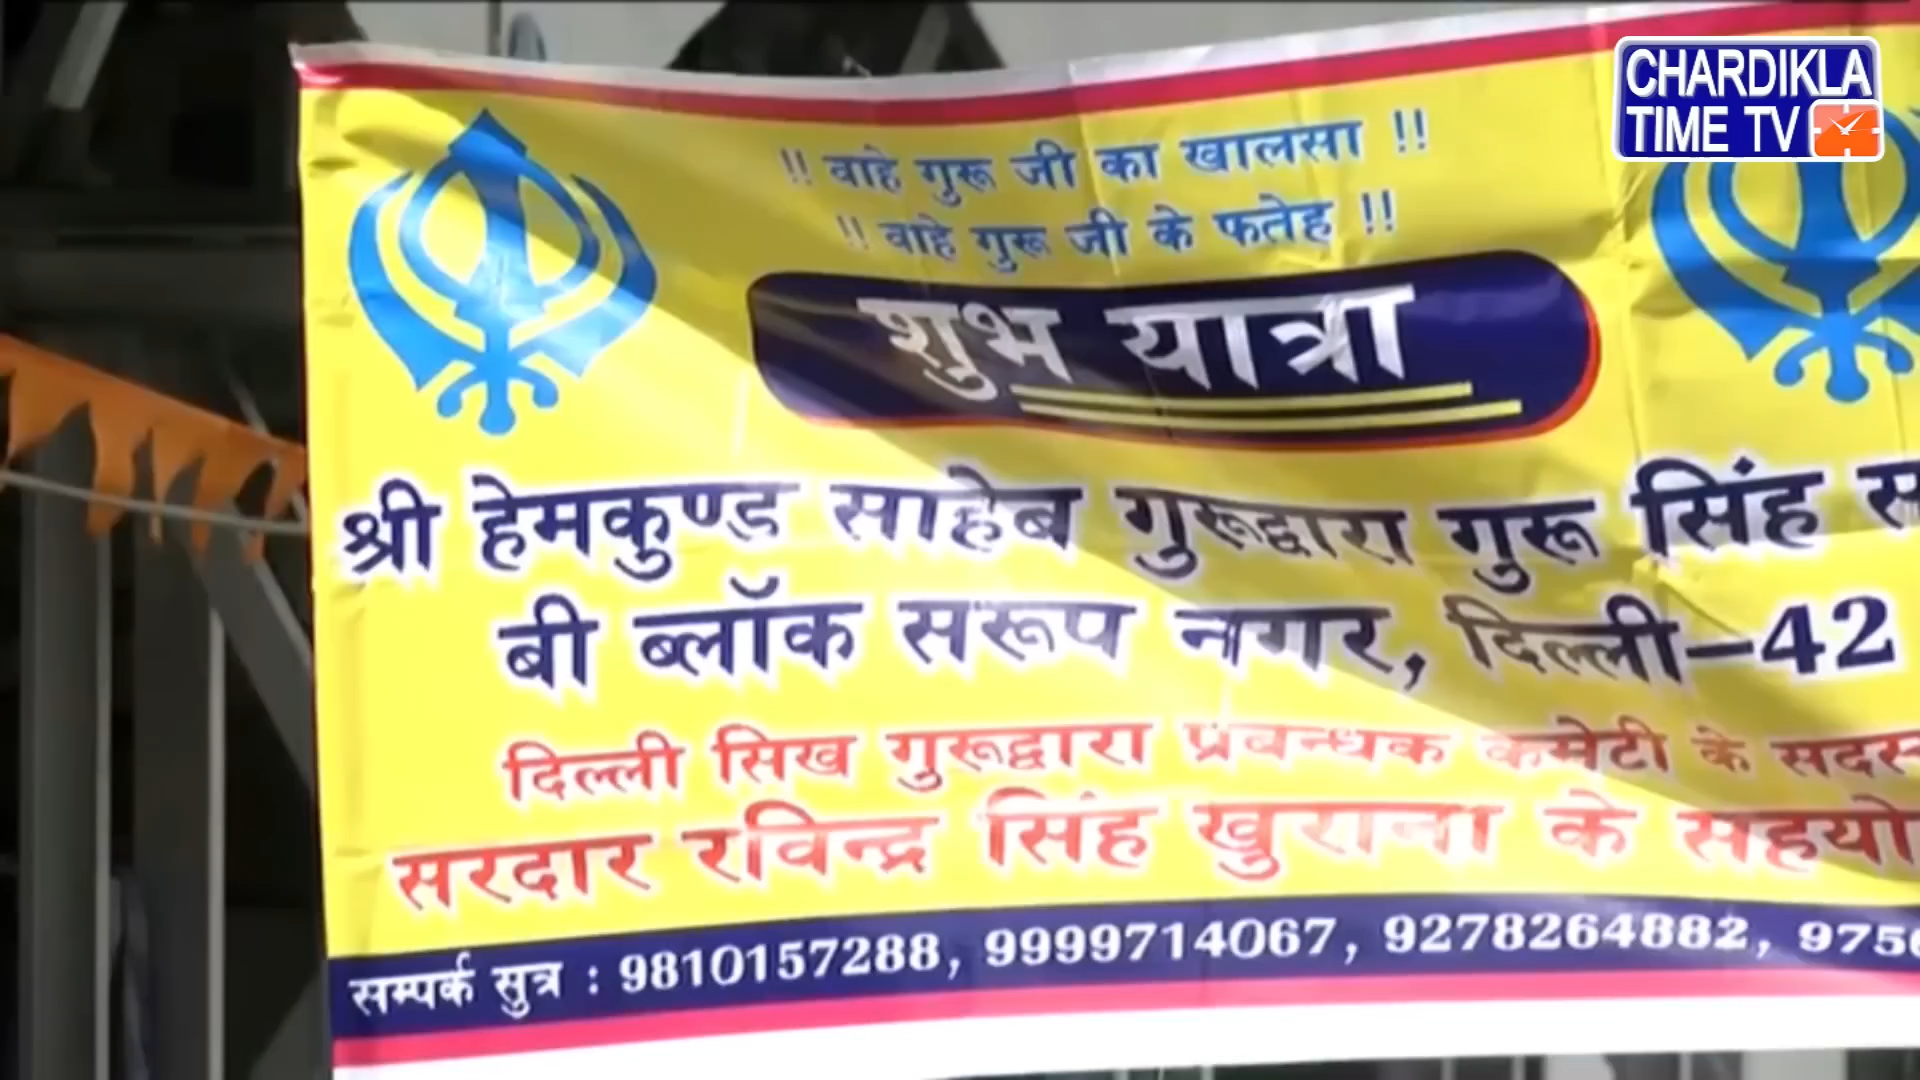 CHARDIKLA
TIME TV
!! वाहे गुरू जी का खालसा !!
!! वाहे गुरू जी के फतेह !!
शुभ यात्रा
श्री हेमकुण्ड साहेब गुरूद्वारा गुरू सिंह
बी ब्लॉक सरूप नगर, दिल्ली-42
दिल्ली सिख गुरूद्वारा प्रबन्धक कमेटी के
सरदार रविन्द्र सिंह खुराना के
सम्पर्क सुत्र : 9810157288, 9999714067, 9278264882,